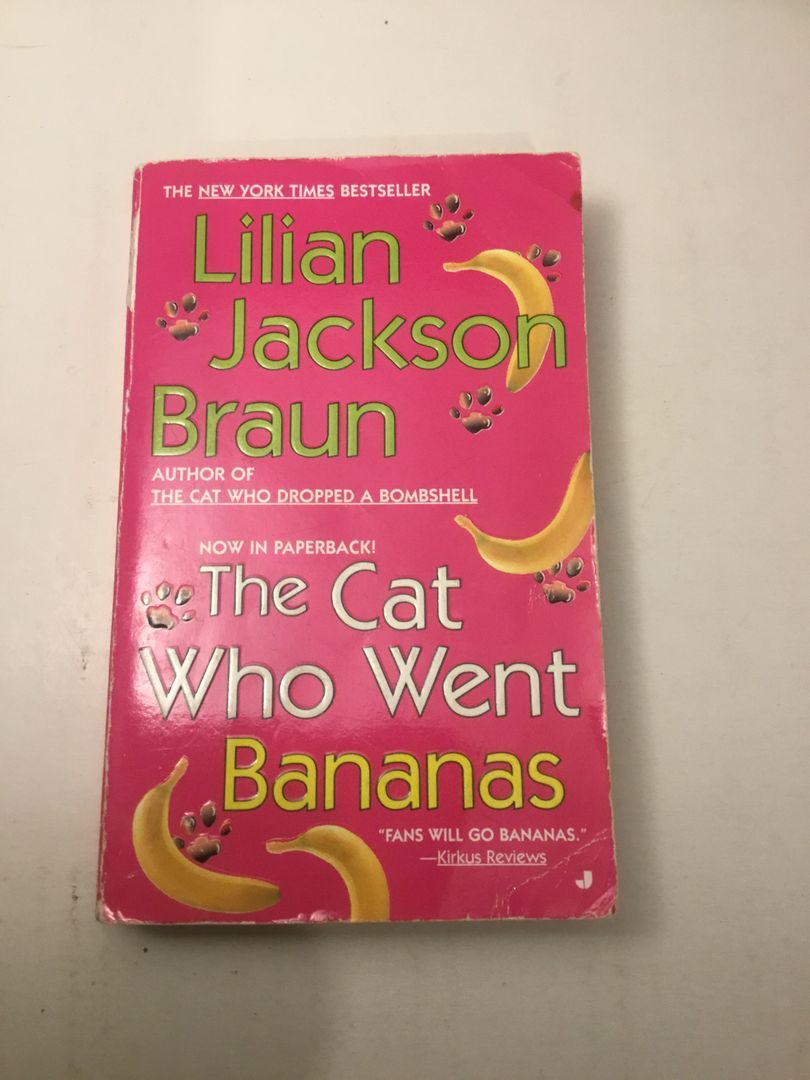 THE NEW YORK TIMES BESTSELLER
Lilian
Jackson
Braun
AUTHOR OF
THE CAT WHO DROPPED A BOMBSHELL
NOW IN PAPERBACK!
The Cat
Who Went
Bananas
"FANS WILL GO BANANAS."
—Kirkus Reviews
J